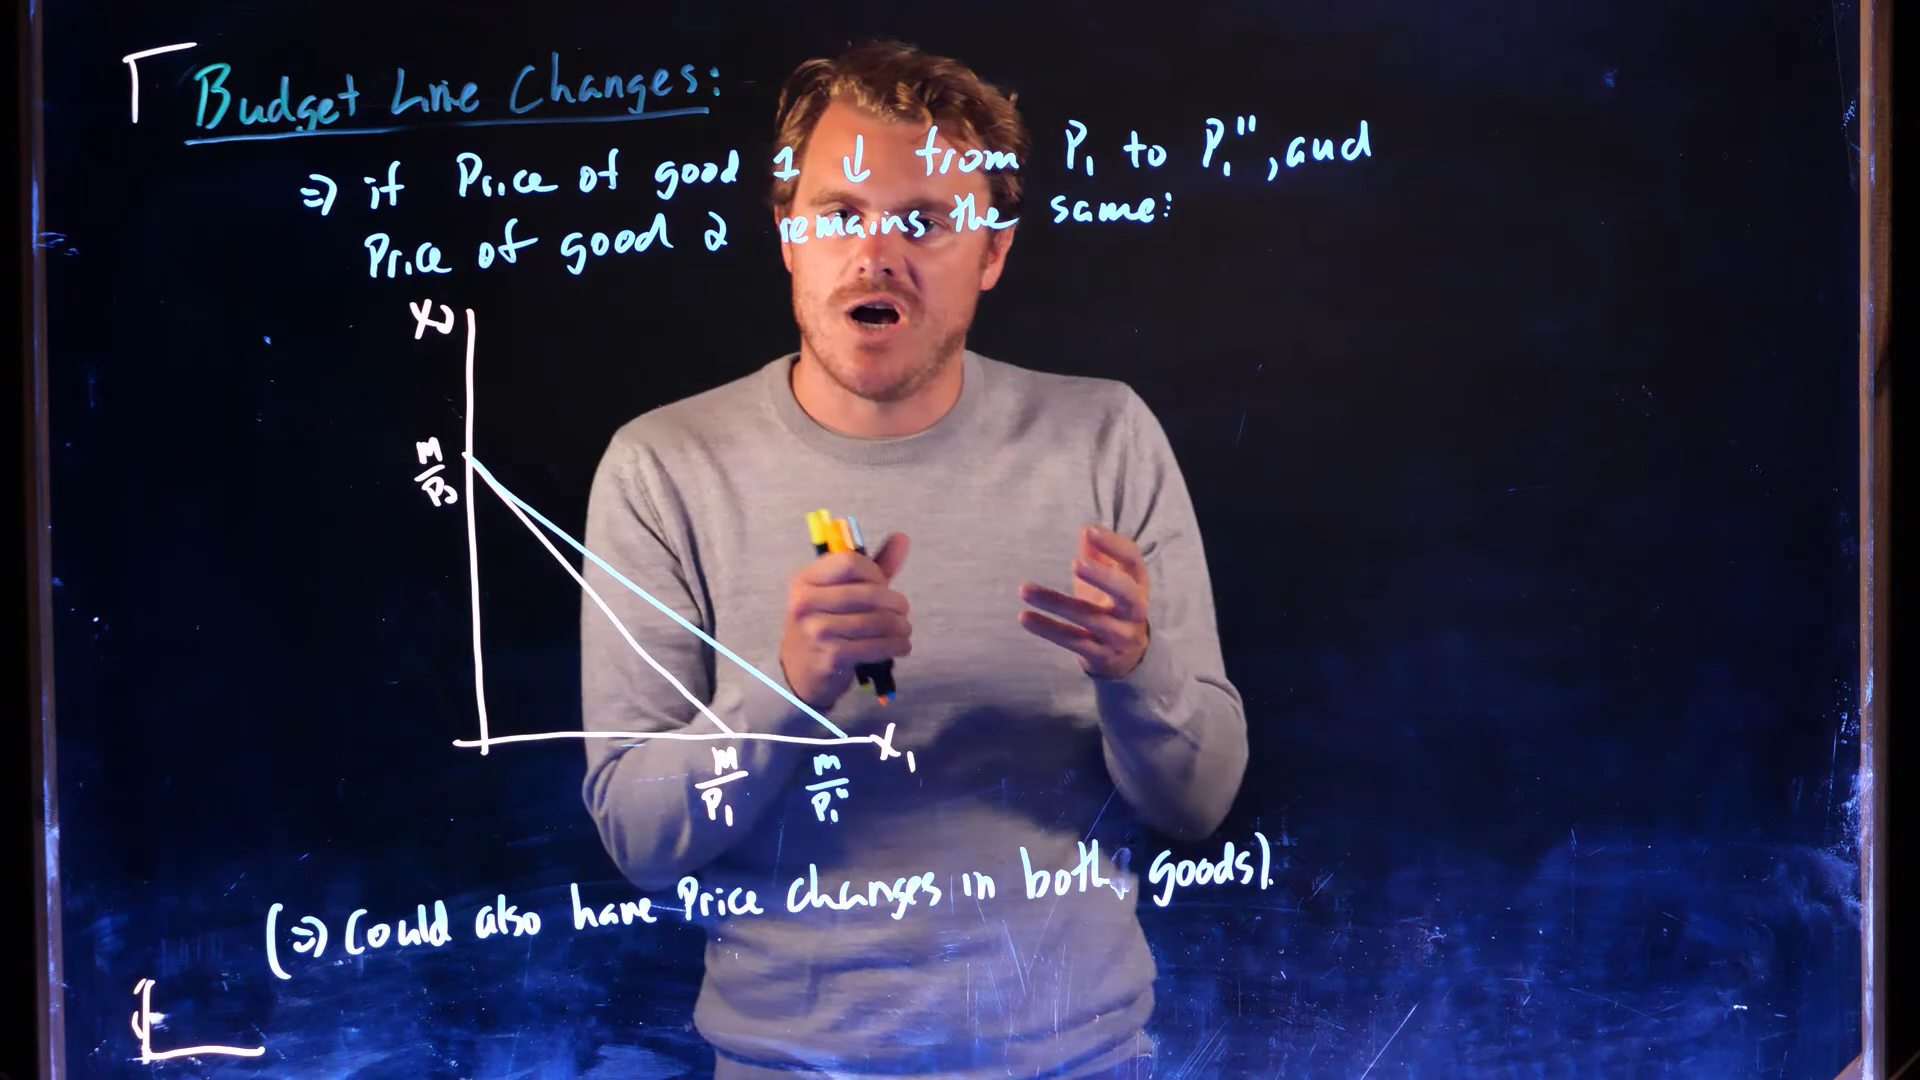 Budget Line Changes:
⇒ if Price of good 1 ↓ from P₁ to P₁'', and
Price of good 2 remains the same:
X₂
m/P₂
X₁
m/P₁
m/P₁''
(⇒ Could also have Price changes in both goods).